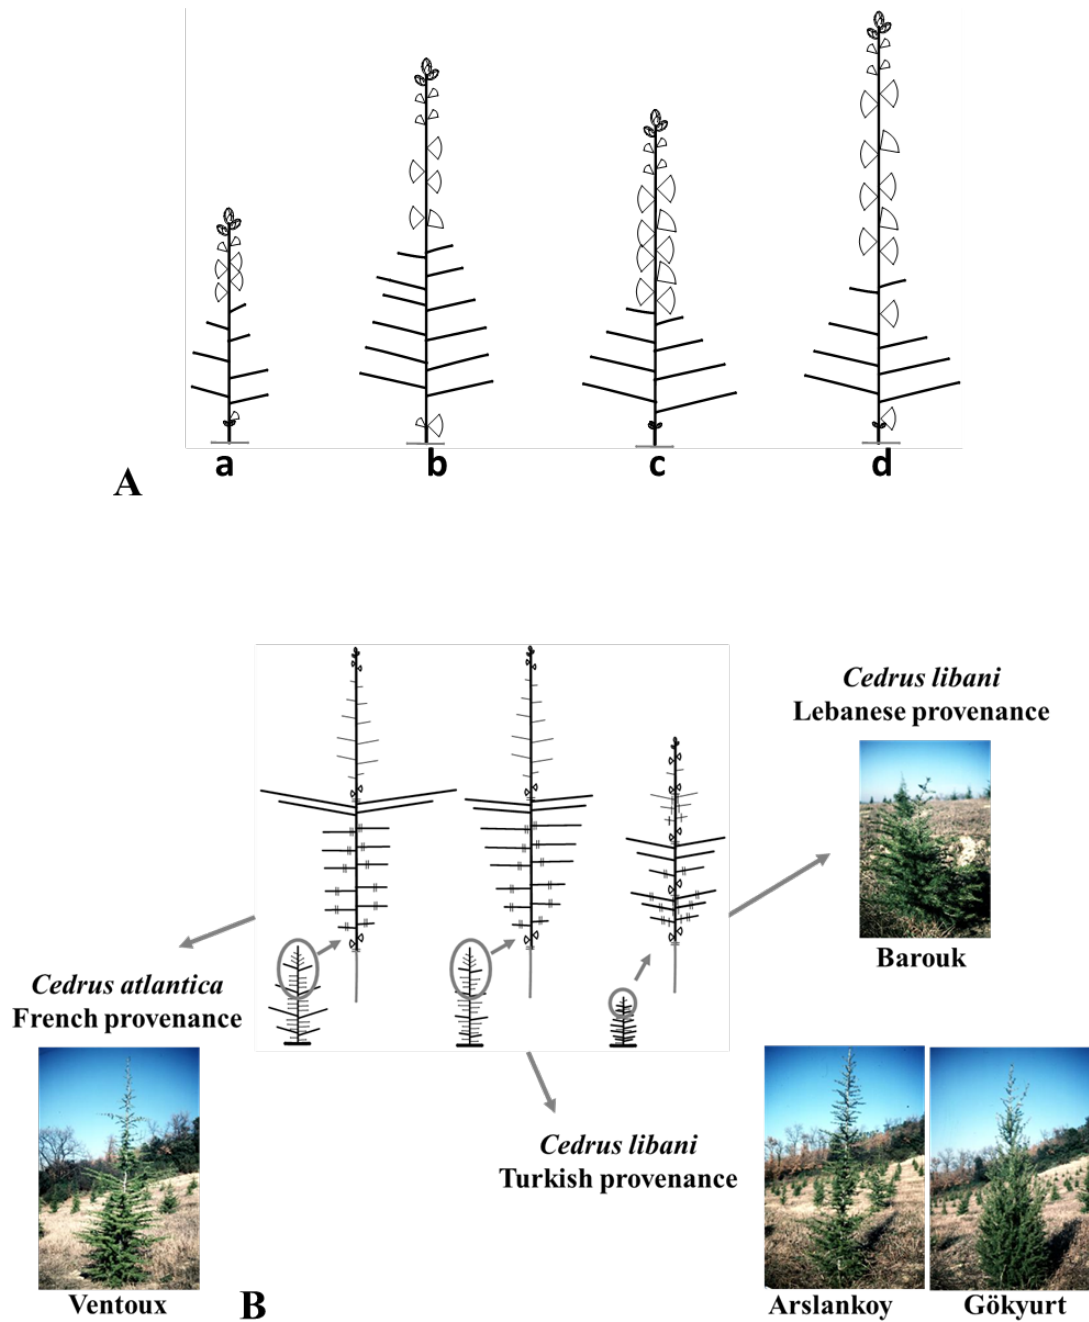 a
b
c
d
A
Cedrus libani
Lebanese provenance
Barouk
Cedrus atlantica
French provenance
Ventoux
Cedrus libani
Turkish provenance
Arslankoy
Gökyurt
B